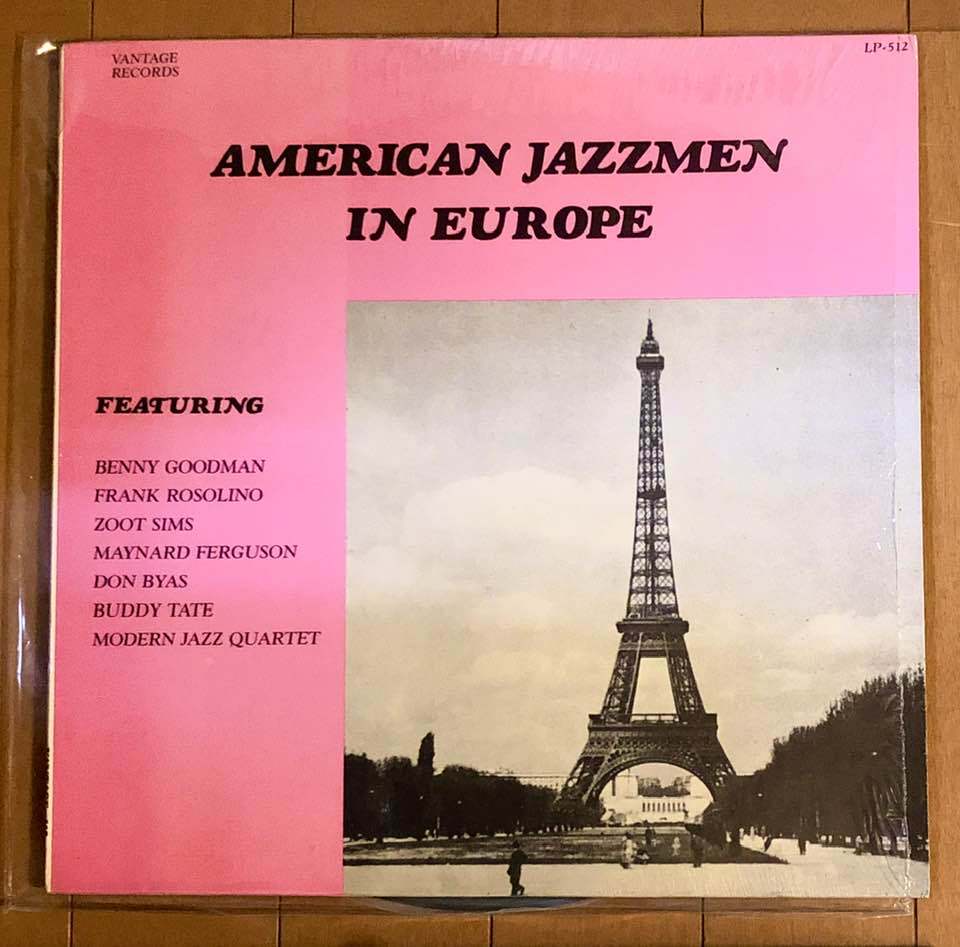 VANTAGE
RECORDS
LP-512
AMERICAN JAZZMEN
IN EUROPE
FEATURING
BENNY GOODMAN
FRANK ROSOLINO
ZOOT SIMS
MAYNARD FERGUSON
DON BYAS
BUDDY TATE
MODERN JAZZ QUARTET